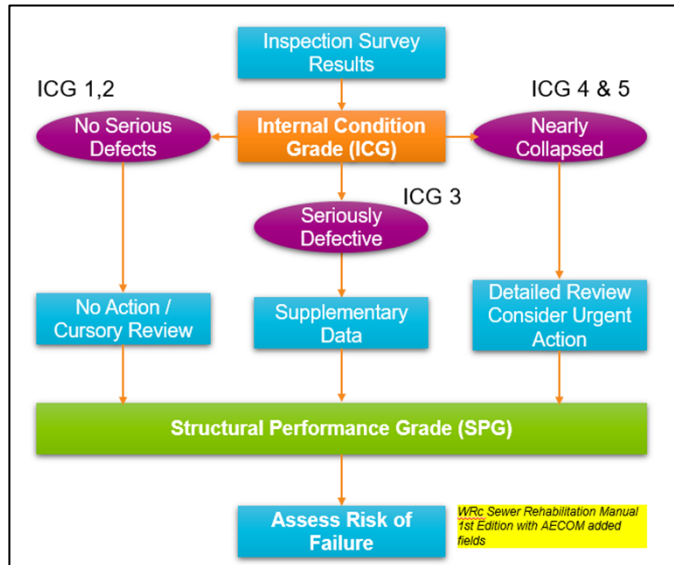 Inspection Survey
Results
ICG 1,2
ICG 4 & 5
No Serious
Defects
Internal Condition
Grade (ICG)
Nearly
Collapsed
ICG 3
Seriously
Defective
No Action /
Cursory Review
Supplementary
Data
Detailed Review
Consider Urgent
Action
Structural Performance Grade (SPG)
Assess Risk of
Failure
WRc Sewer Rehabilitation Manual
1st Edition with AECOM added
fields